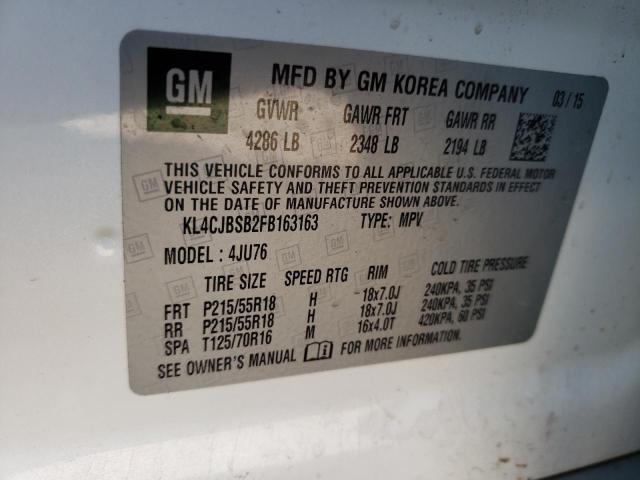 GM MFD BY GM KOREA COMPANY 03/15
GVWR GAWR FRT GAWR RR
4286 LB 2348 LB 2194 LB
THIS VEHICLE CONFORMS TO ALL APPLICABLE U.S. FEDERAL MOTOR
VEHICLE SAFETY AND THEFT PREVENTION STANDARDS IN EFFECT
ON THE DATE OF MANUFACTURE SHOWN ABOVE.
KL4CJBSB2FB163163 TYPE: MPV
MODEL : 4JU76
TIRE SIZE SPEED RTG RIM COLD TIRE PRESSURE
FRT P215/55R18 H 18x7.0J 240KPA, 35 PSI
RR P215/55R18 H 18x7.0J 240KPA, 35 PSI
SPA T125/70R16 M 16x4.0T 420KPA, 60 PSI
SEE OWNER'S MANUAL FOR MORE INFORMATION.